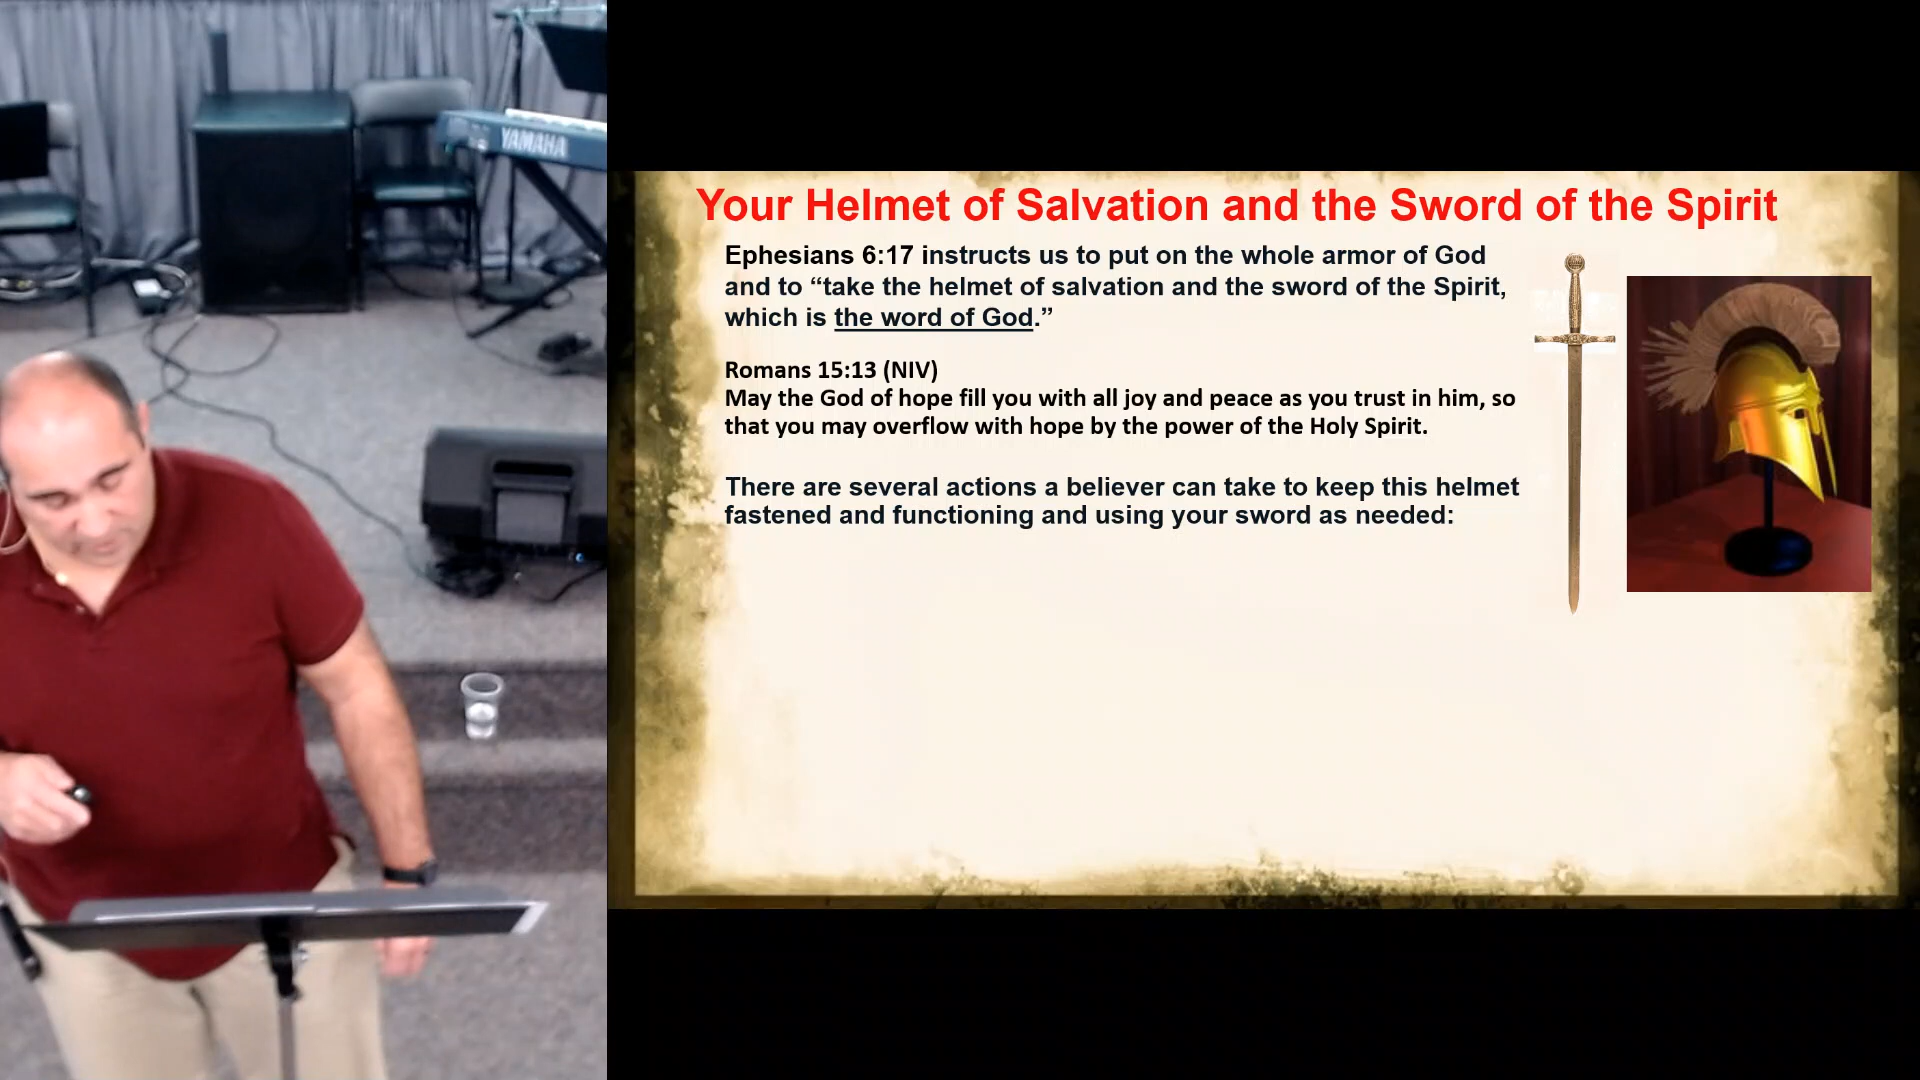 YAMAHA
Your Helmet of Salvation and the Sword of the Spirit
Ephesians 6:17 instructs us to put on the whole armor of God
and to “take the helmet of salvation and the sword of the Spirit,
which is the word of God.”
Romans 15:13 (NIV)
May the God of hope fill you with all joy and peace as you trust in him, so
that you may overflow with hope by the power of the Holy Spirit.
There are several actions a believer can take to keep this helmet
fastened and functioning and using your sword as needed: